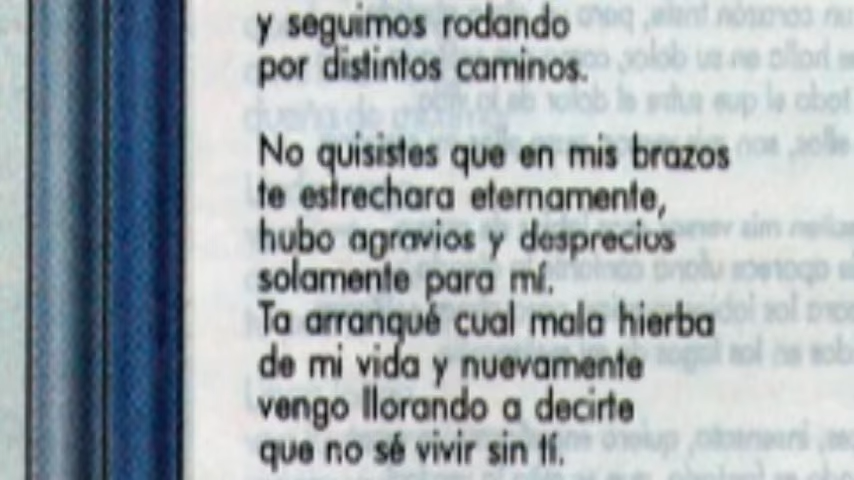 y seguimos rodando
por distintos caminos.
No quisistes que en mis brazos
te estrechara eternamente,
hubo agravios y desprecios
solamente para mí.
Ta arranqué cual mala hierba
de mi vida y nuevamente
vengo llorando a decirte
que no sé vivir sin tí.